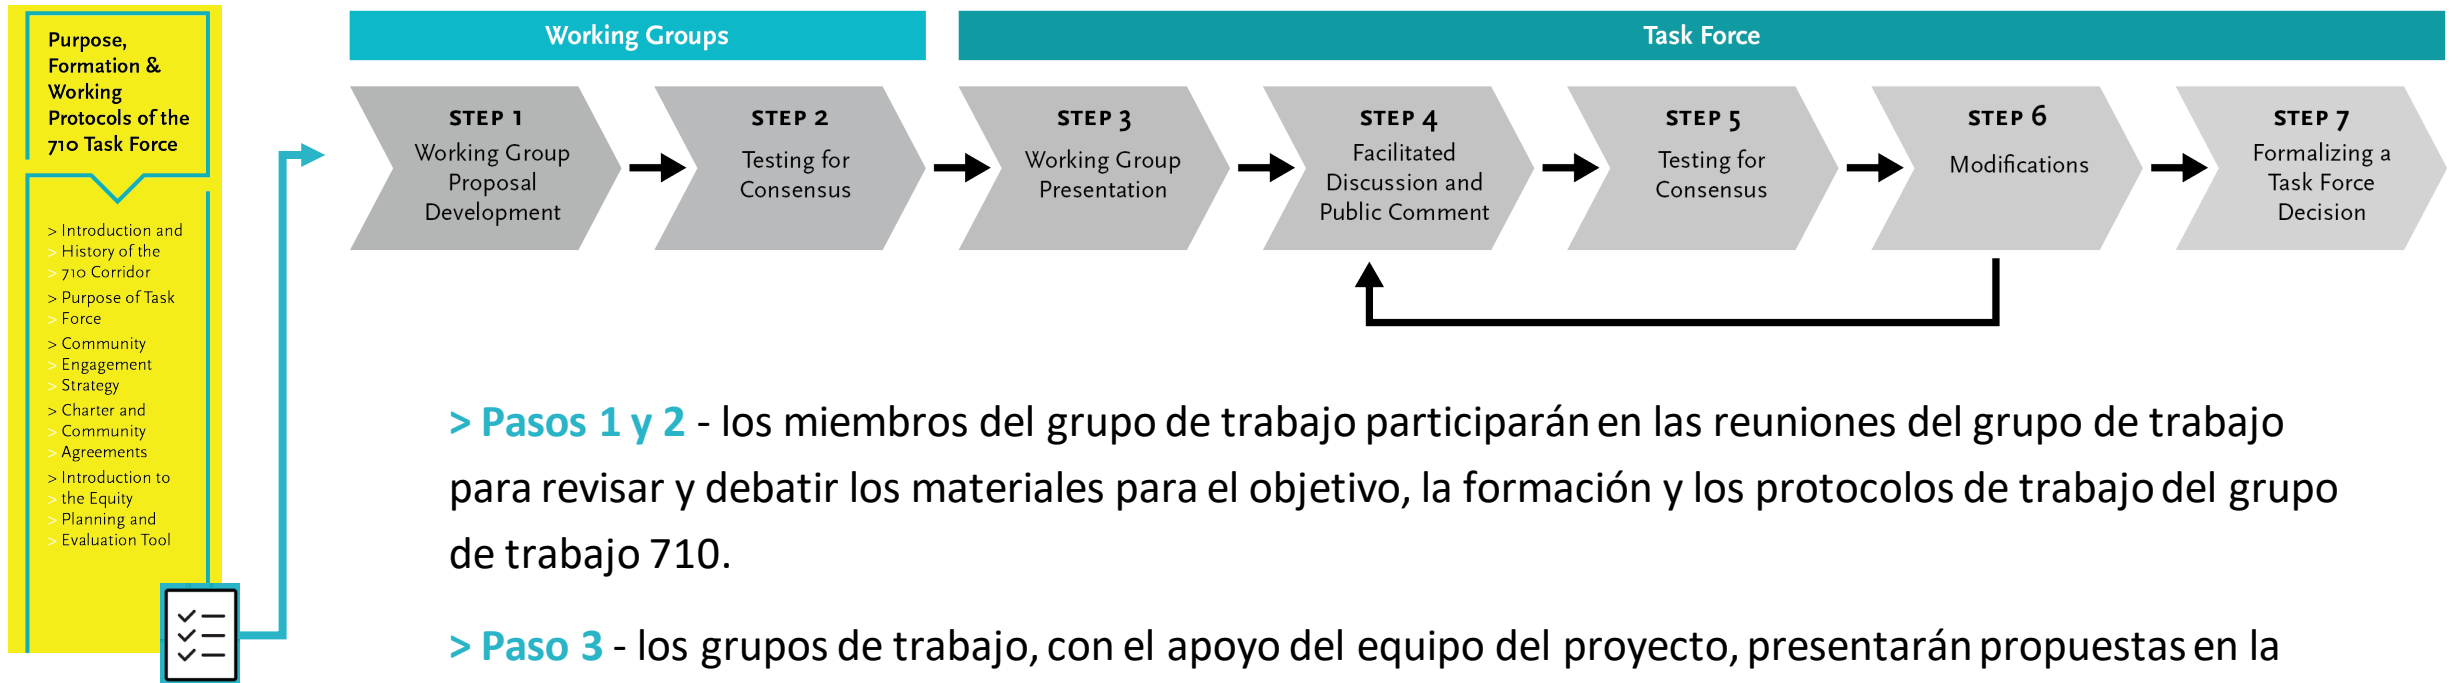 Purpose,
Formation &
Working
Protocols of the
710 Task Force
> Introduction and
> History of the
> 710 Corridor
> Purpose of Task
> Force
> Community
> Engagement
> Strategy
> Charter and
> Community
> Agreements
> Introduction to
> the Equity
> Planning and
> Evaluation Tool
Working Groups
Task Force
STEP 1
Working Group
Proposal
Development
STEP 2
Testing for
Consensus
STEP 3
Working Group
Presentation
STEP 4
Facilitated
Discussion and
Public Comment
STEP 5
Testing for
Consensus
STEP 6
Modifications
STEP 7
Formalizing a
Task Force
Decision
> Pasos 1 y 2 - los miembros del grupo de trabajo participarán en las reuniones del grupo de trabajo
para revisar y debatir los materiales para el objetivo, la formación y los protocolos de trabajo del grupo
de trabajo 710.
> Paso 3 - los grupos de trabajo, con el apoyo del equipo del proyecto, presentarán propuestas en la